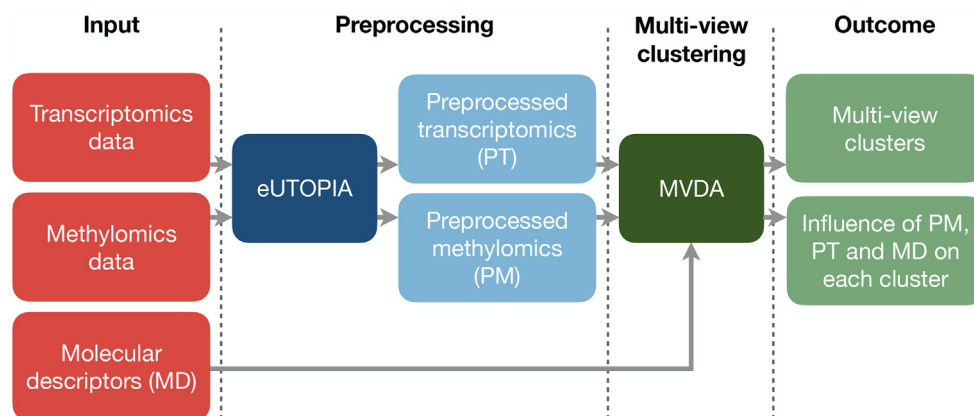 Input
Preprocessing
Multi-view
clustering
Outcome
Transcriptomics
data
Methylomics
data
Molecular
descriptors (MD)
eUTOPIA
Preprocessed
transcriptomics
(PT)
Preprocessed
methylomics
(PM)
MVDA
Multi-view
clusters
Influence of PM,
PT and MD on
each cluster